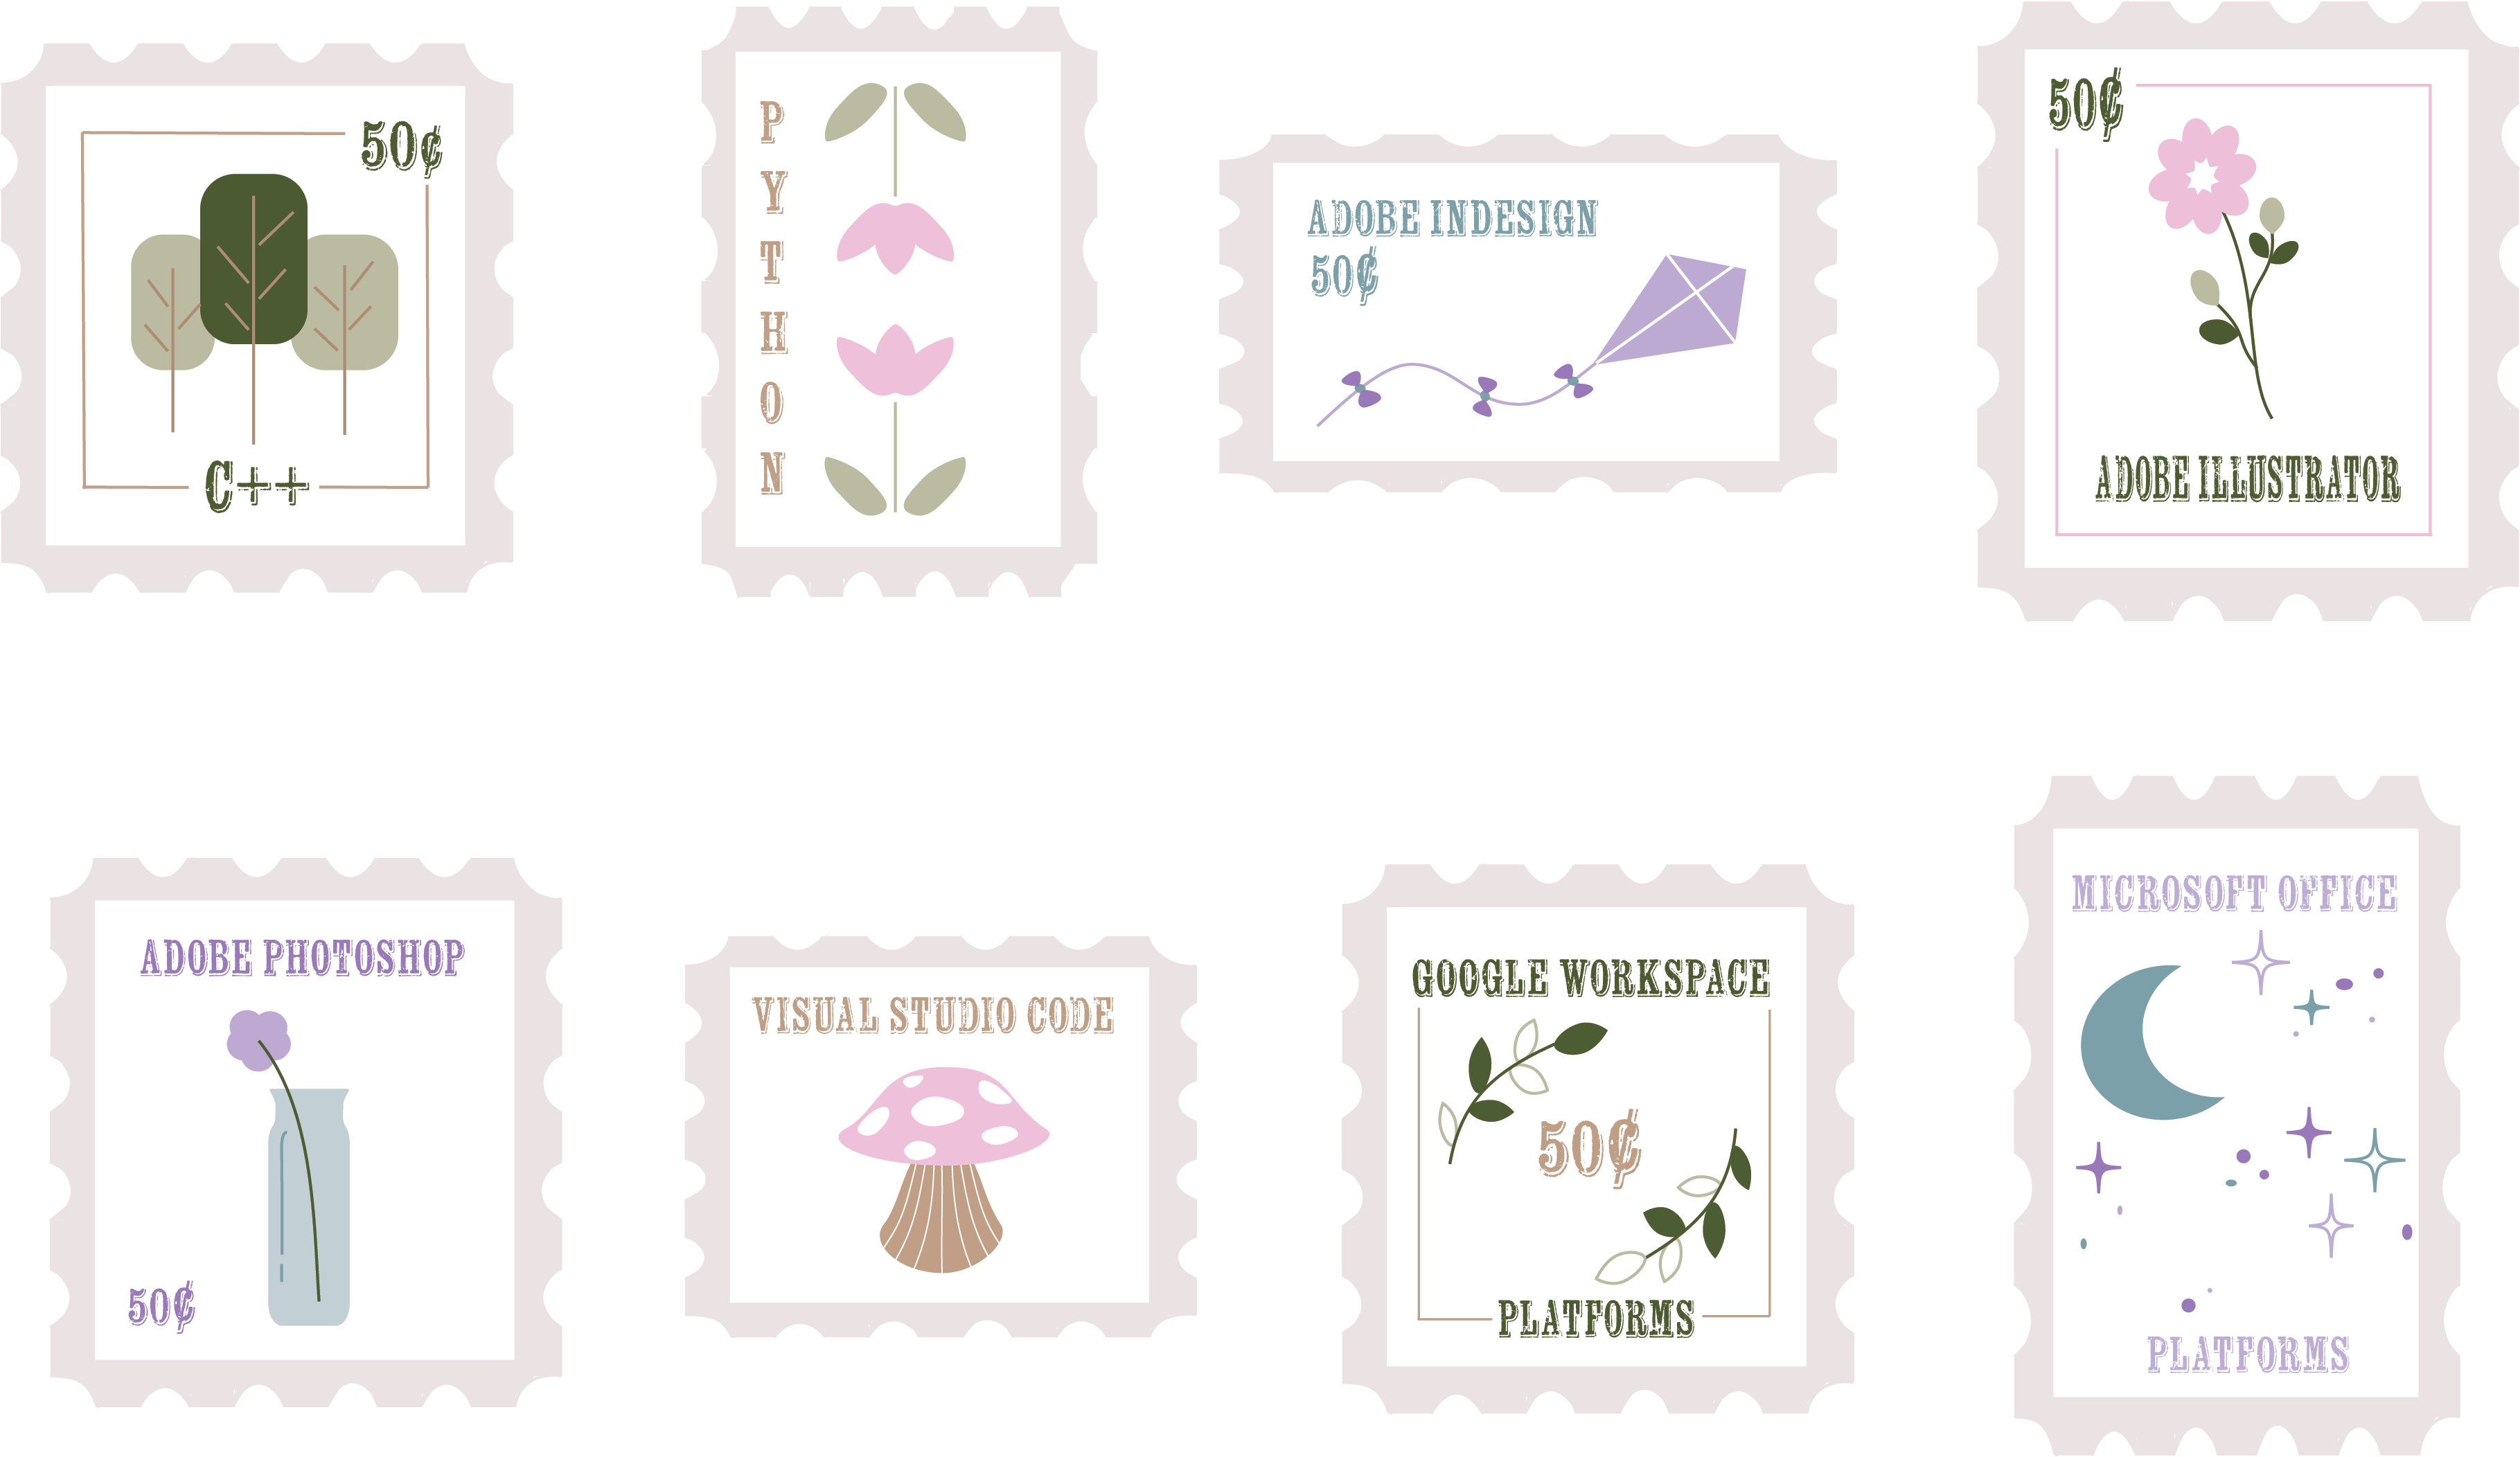 50¢
C++
PYTHON
ADOBE INDESIGN
50¢
50¢
ADOBE ILLUSTRATOR
ADOBE PHOTOSHOP
50¢
VISUAL STUDIO CODE
GOOGLE WORKSPACE
50¢
PLATFORMS
MICROSOFT OFFICE
PLATFORMS